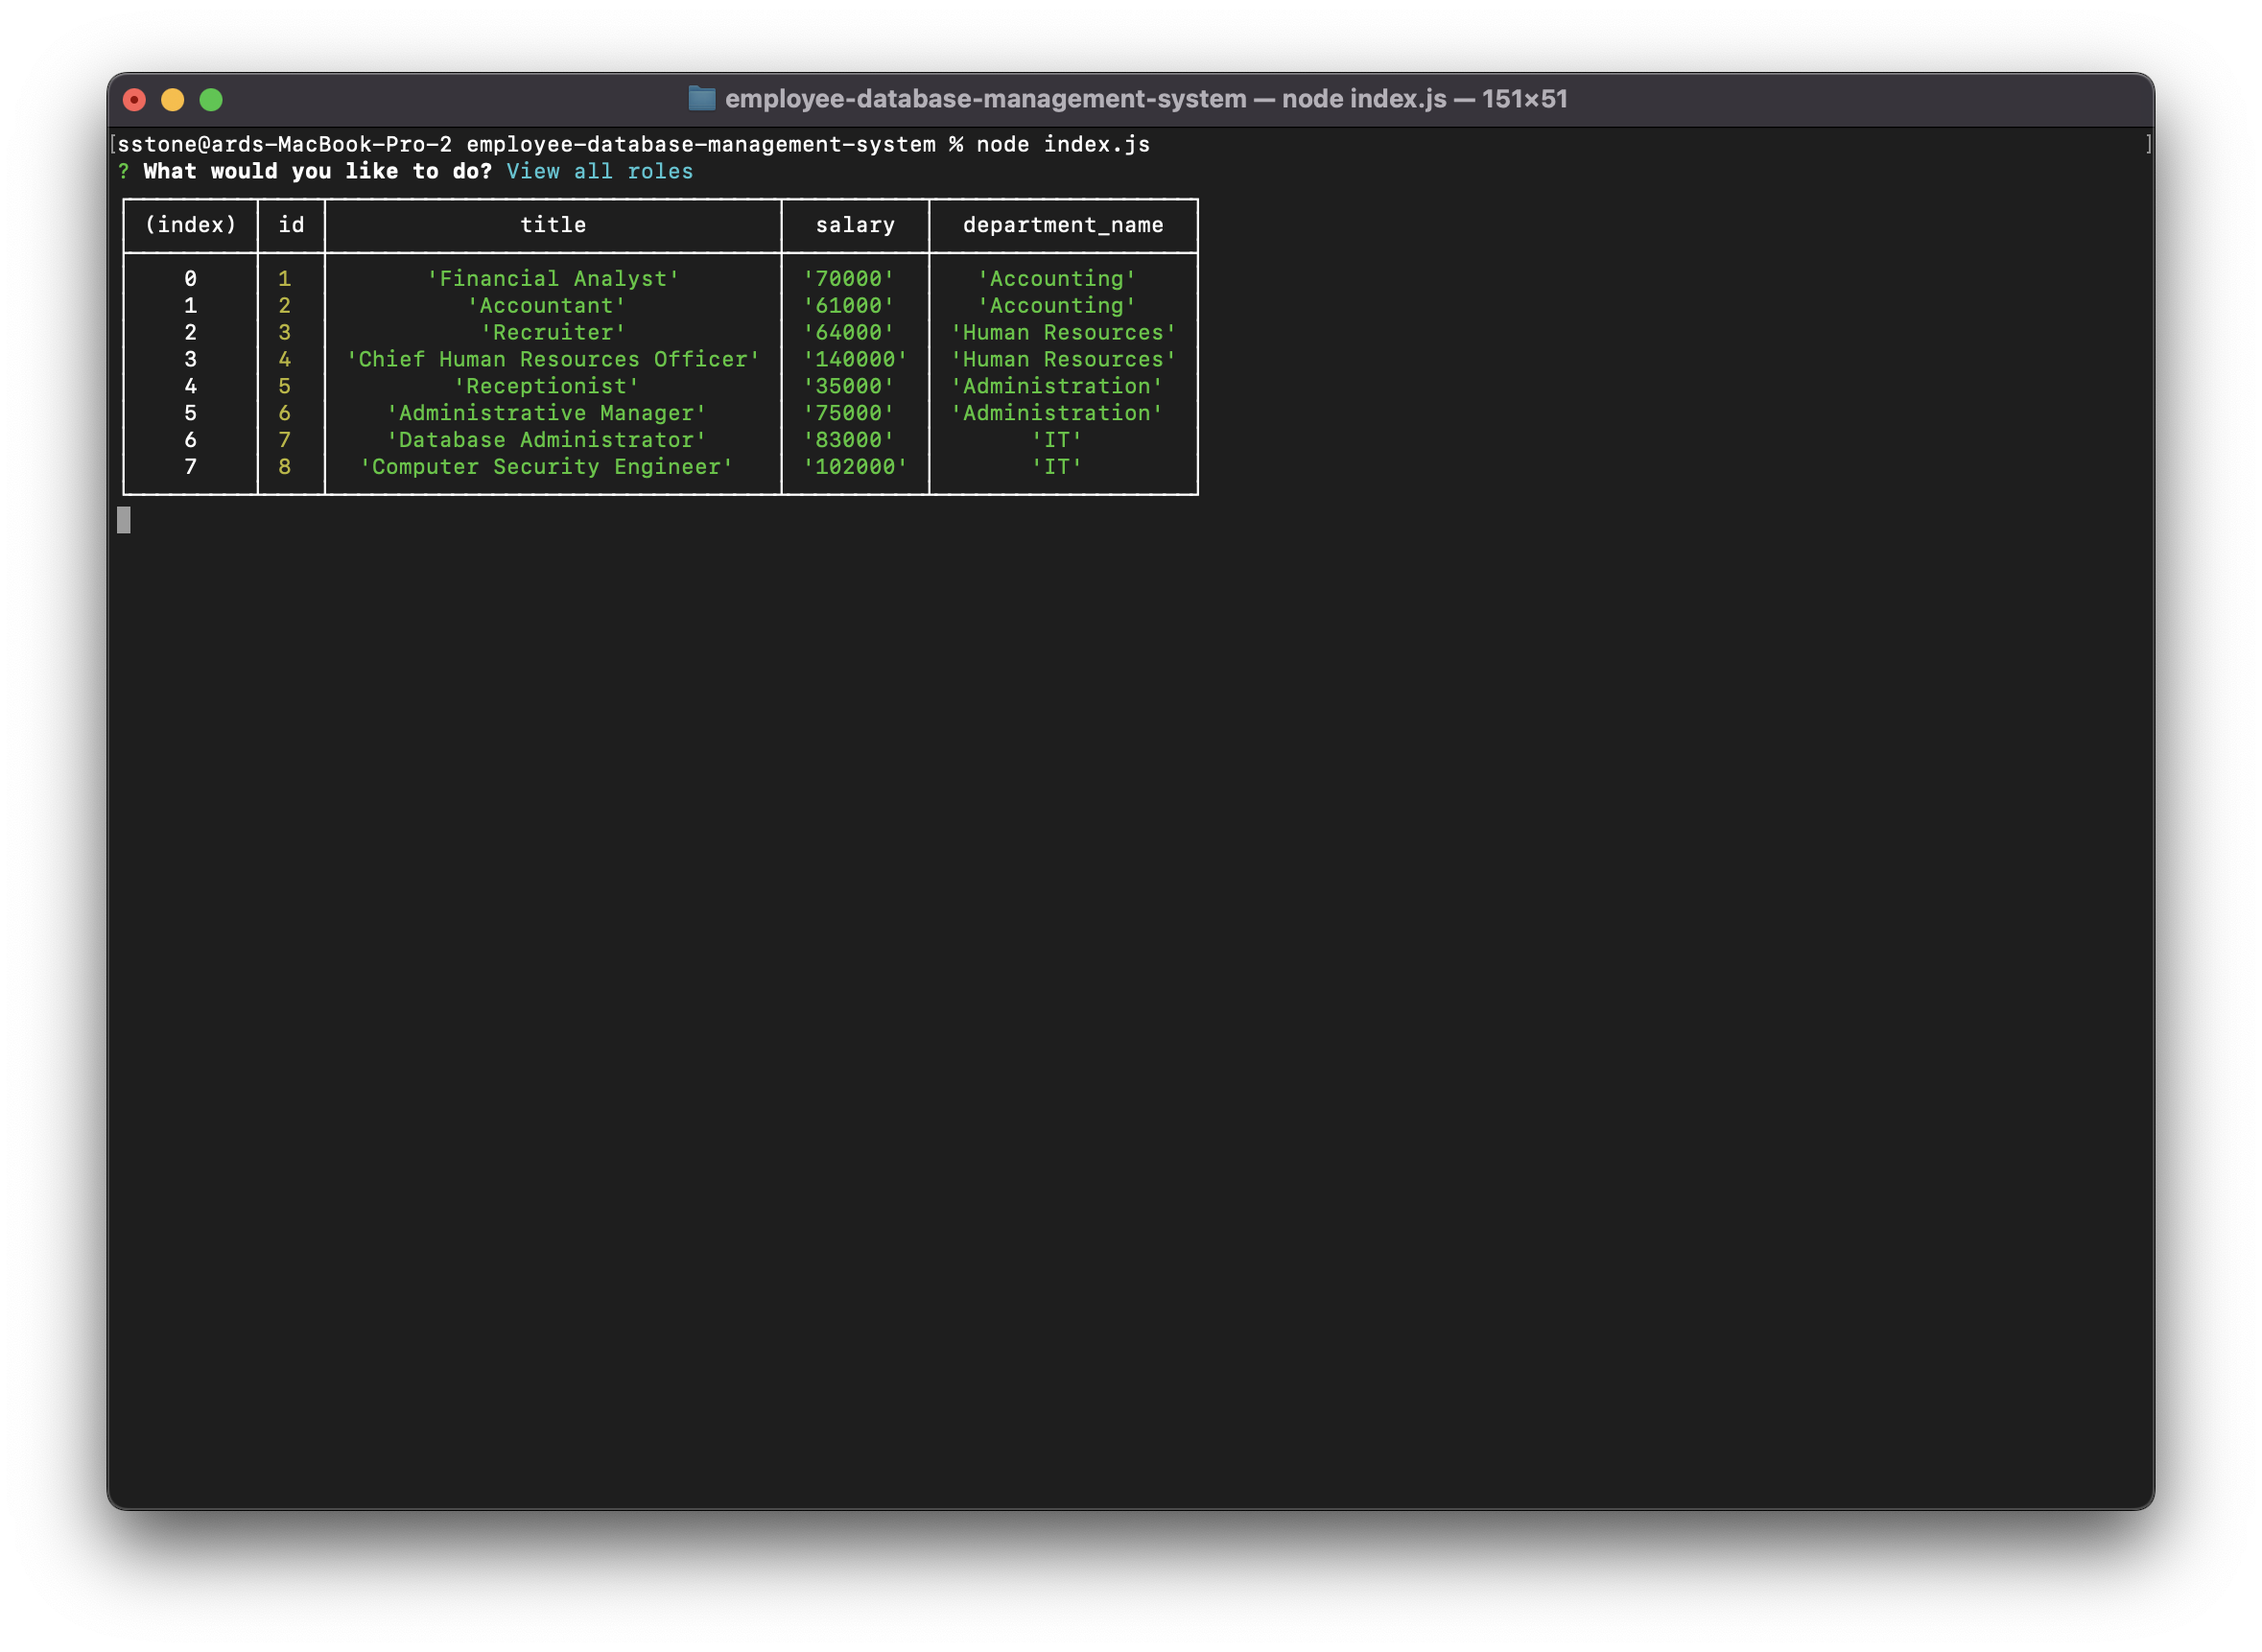 employee-database-management-system — node index.js — 151×51
[sstone@ards-MacBook-Pro-2 employee-database-management-system % node index.js ]
? What would you like to do? View all roles
(index) id title salary department_name
0 1 'Financial Analyst' '70000' 'Accounting'
1 2 'Accountant' '61000' 'Accounting'
2 3 'Recruiter' '64000' 'Human Resources'
3 4 'Chief Human Resources Officer' '140000' 'Human Resources'
4 5 'Receptionist' '35000' 'Administration'
5 6 'Administrative Manager' '75000' 'Administration'
6 7 'Database Administrator' '83000' 'IT'
7 8 'Computer Security Engineer' '102000' 'IT'